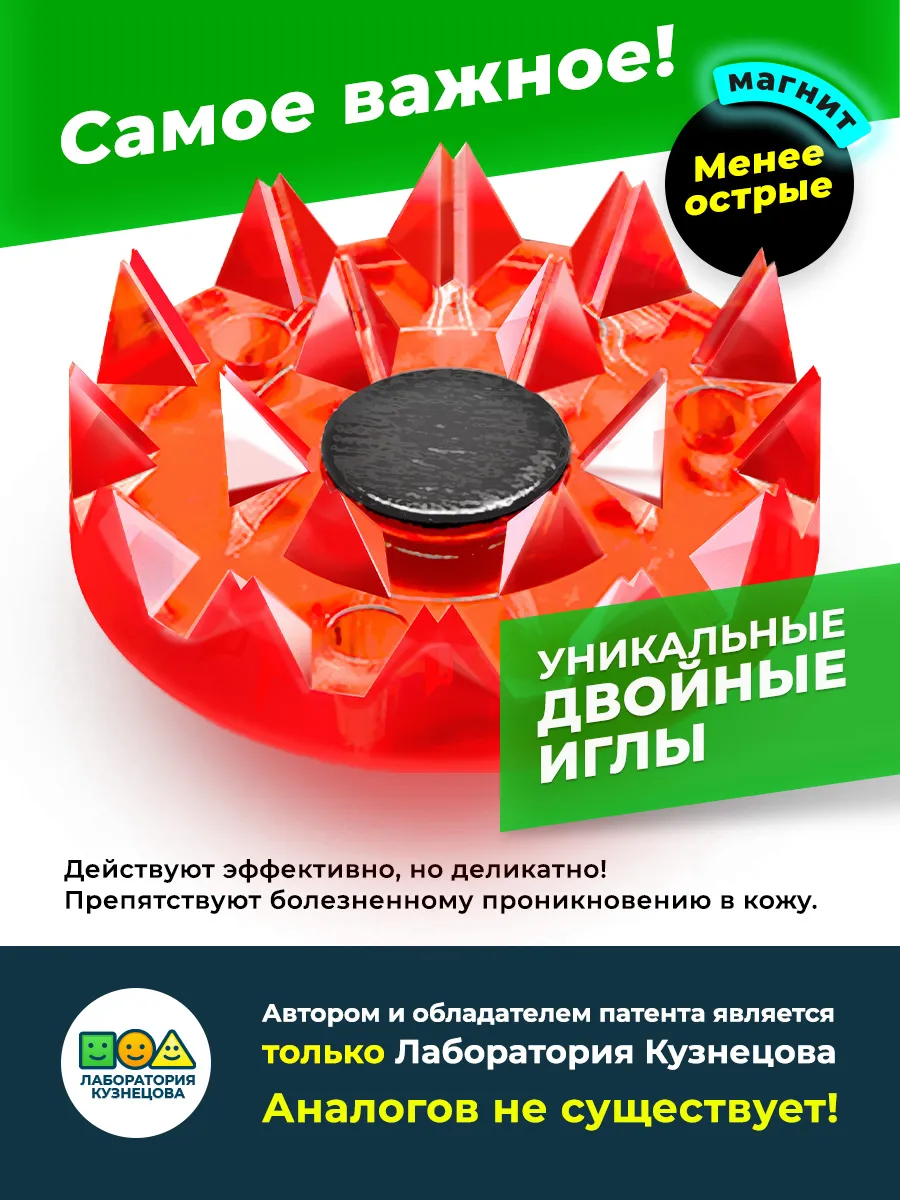 Самое важное!
магнит
Менее
острые
УНИКАЛЬНЫЕ
ДВОЙНЫЕ
ИГЛЫ
Действуют эффективно, но деликатно!
Препятствуют болезненному проникновению в кожу.
ЛАБОРАТОРИЯ
КУЗНЕЦОВА
Автором и обладателем патента является
только Лаборатория Кузнецова
Аналогов не существует!